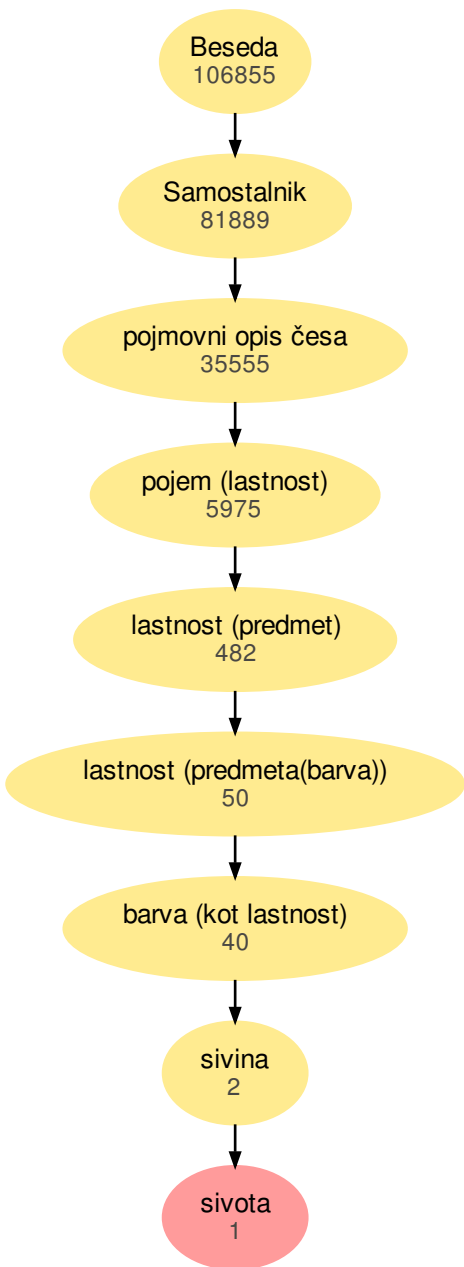 Beseda
106855
Samostalnik
81889
pojmovni opis česa
35555
pojem (lastnost)
5975
lastnost (predmet)
482
lastnost (predmeta(barva))
50
barva (kot lastnost)
40
sivina
2
sivota
1